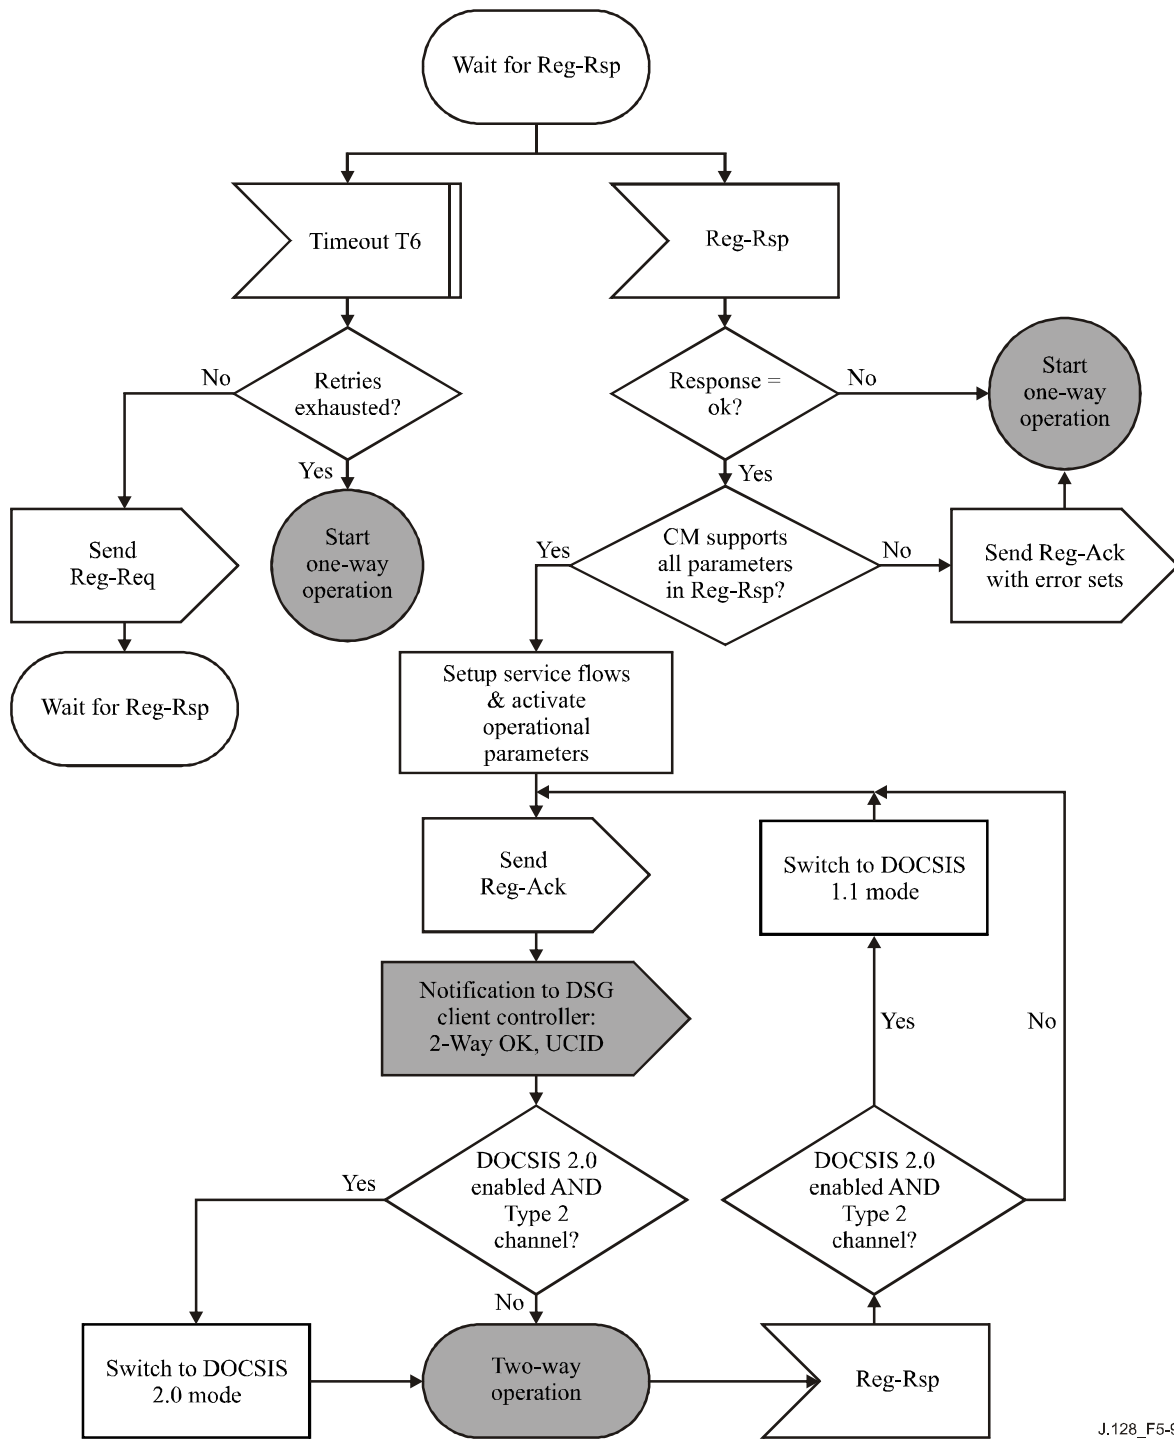 Wait for Reg-Rsp
Timeout T6
Reg-Rsp
No
Retries
exhausted?
Yes
Response =
ok?
No
Yes
Start
one-way
operation
Send
Reg-Req
Start
one-way
operation
Yes
CM supports
all parameters
in Reg-Rsp?
No
Send Reg-Ack
with error sets
Wait for Reg-Rsp
Setup service flows
& activate
operational
parameters
Send
Reg-Ack
Switch to DOCSIS
1.1 mode
Notification to DSG
client controller:
2-Way OK, UCID
Yes
No
Yes
DOCSIS 2.0
enabled AND
Type 2
channel?
No
DOCSIS 2.0
enabled AND
Type 2
channel?
Switch to DOCSIS
2.0 mode
Two-way
operation
Reg-Rsp
J.128_F5-9